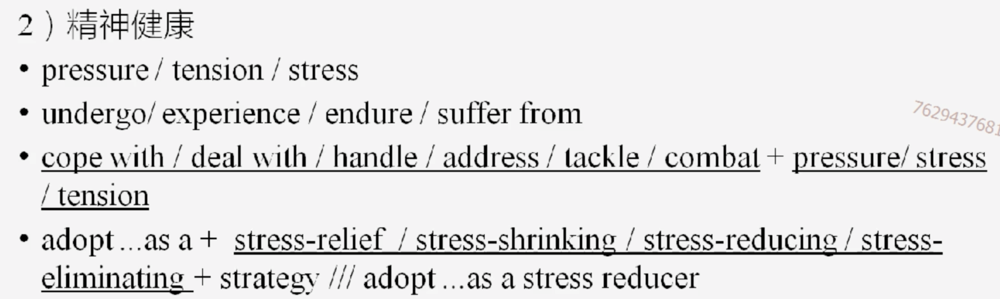 2）精神健康
• pressure / tension / stress
• undergo/ experience / endure / suffer from
7629437681
• cope with / deal with / handle / address / tackle / combat + pressure/ stress
/ tension
• adopt…as a + stress-relief / stress-shrinking / stress-reducing / stress-
eliminating + strategy /// adopt…as a stress reducer